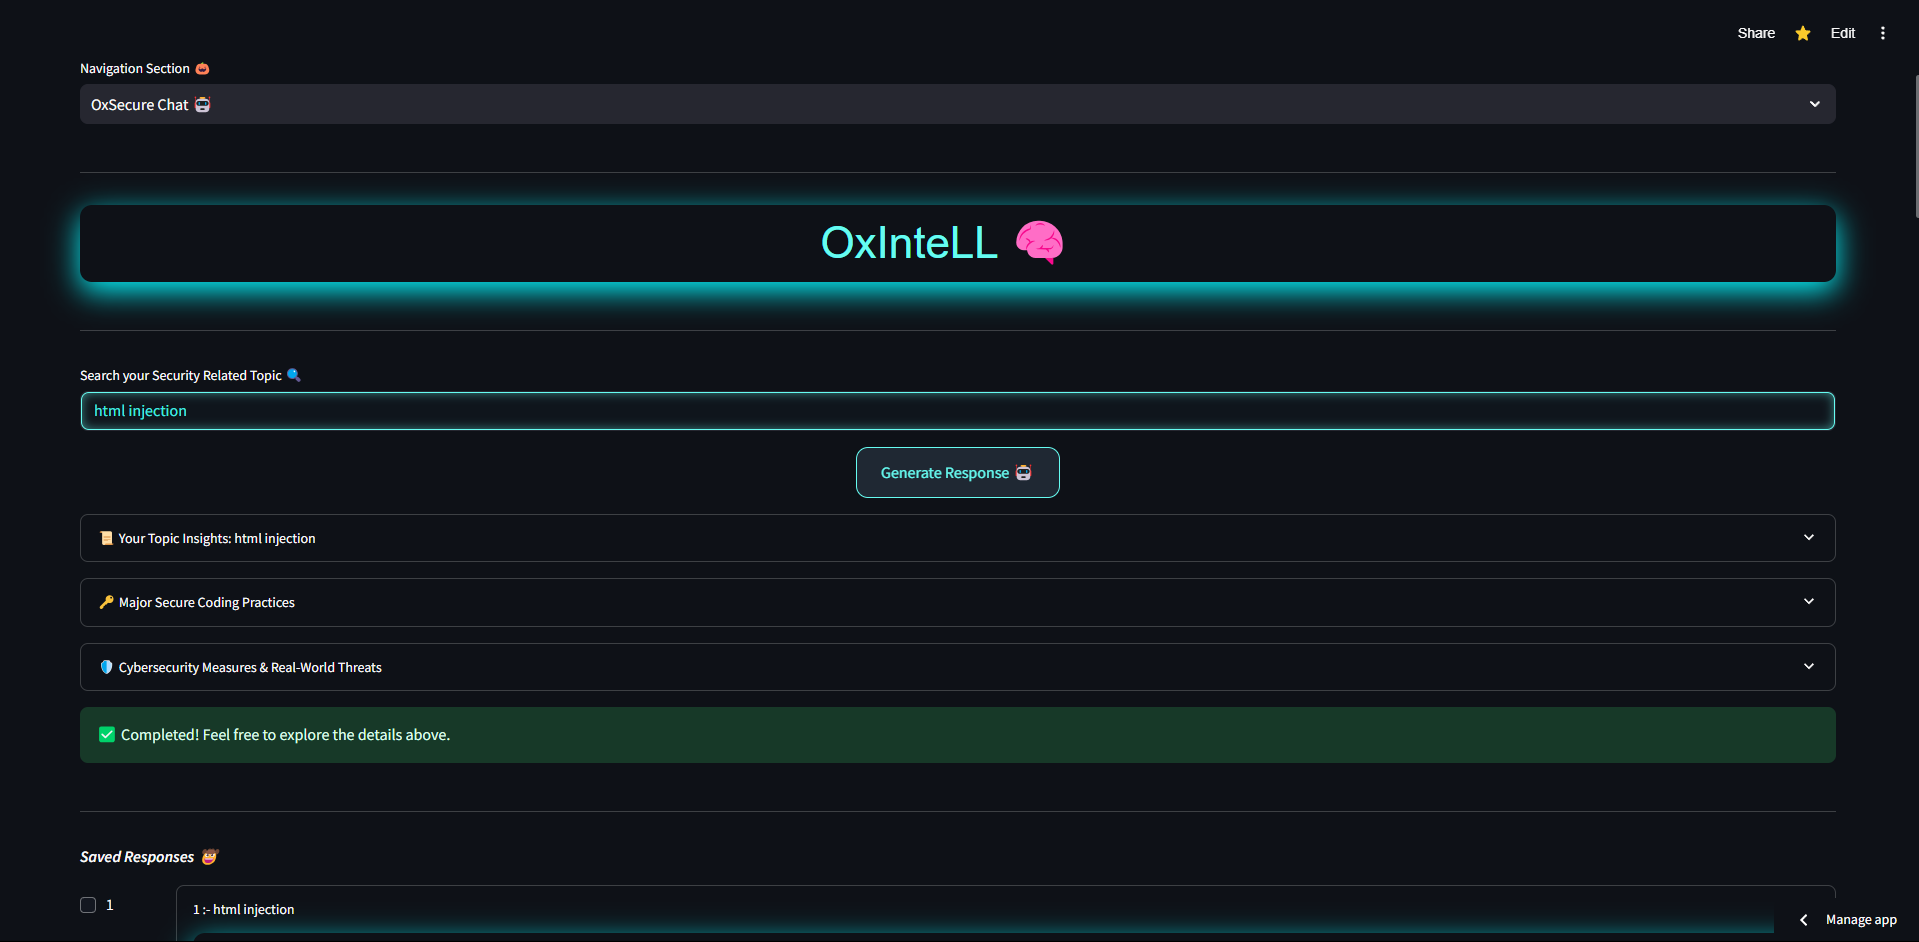 Share ⭐ Edit
Navigation Section 🎃
OxSecure Chat 🤖
OxInteLL 🧠
Search your Security Related Topic 🔍
html injection
Generate Response 🤖
📜 Your Topic Insights: html injection
🔑 Major Secure Coding Practices
🛡️ Cybersecurity Measures & Real-World Threats
✅ Completed! Feel free to explore the details above.
Saved Responses
1
1 :- html injection
Manage app